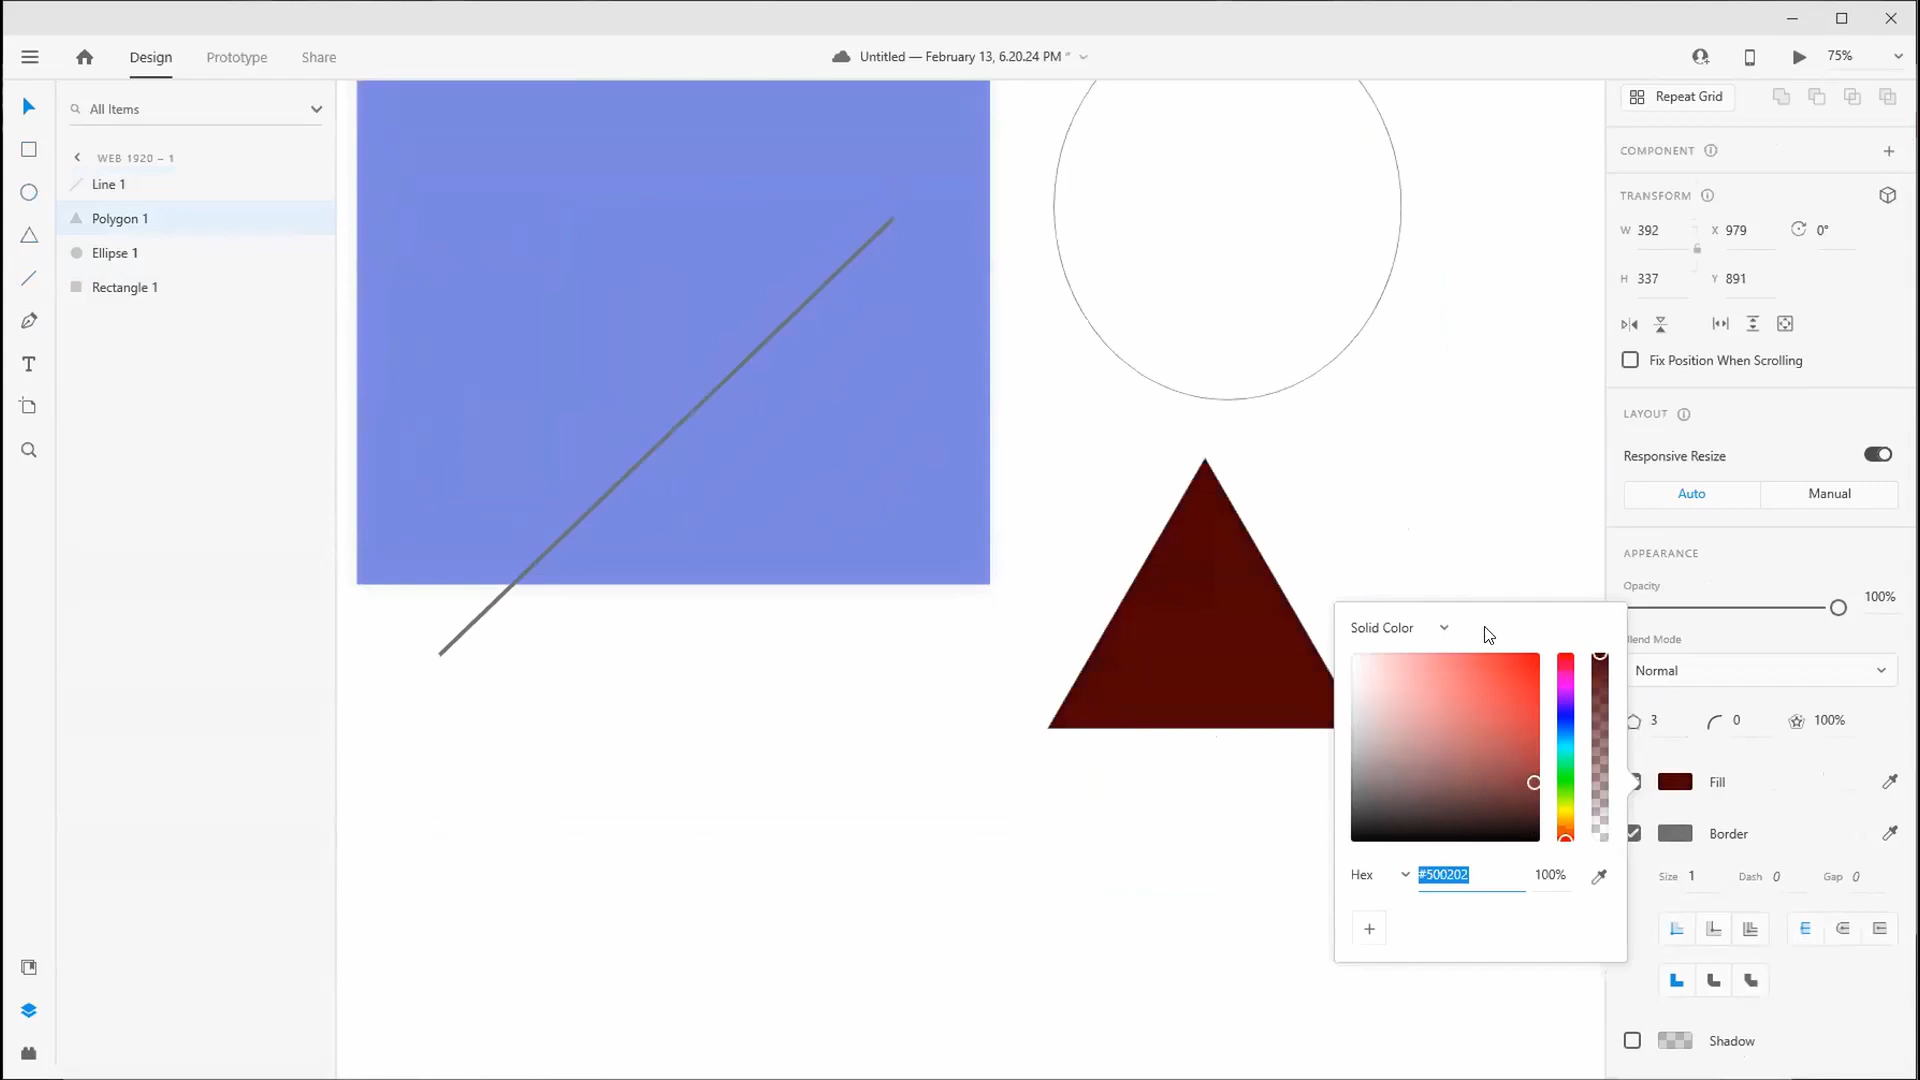 Design
Prototype
Share
Untitled — February 13, 6.20.24 PM *
75%
All Items
WEB 1920 – 1
Line 1
Polygon 1
Ellipse 1
Rectangle 1
T
Repeat Grid
COMPONENT
TRANSFORM
W 392
X 979
0°
H 337
Y 891
Fix Position When Scrolling
LAYOUT
Responsive Resize
Auto
Manual
APPEARANCE
Opacity
100%
lend Mode
Normal
3
0
100%
Fill
Border
Size 1
Dash 0
Gap 0
Shadow
Solid Color
Hex
#500202
100%